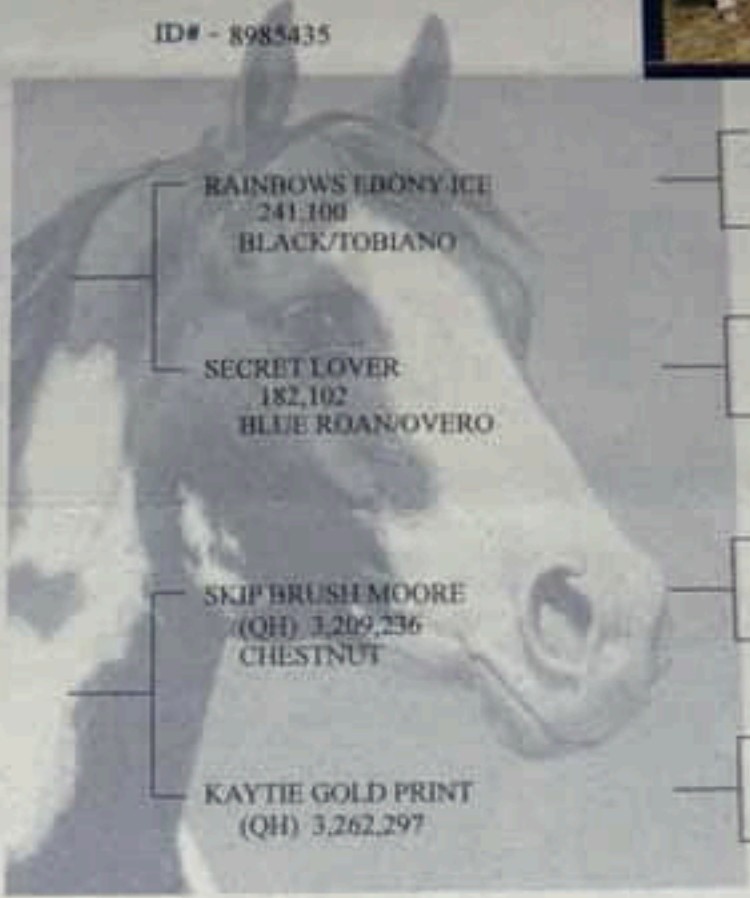 ID# - 8985435
RAINBOWS EBONY ICE
241,100
BLACK/TOBIANO
SECRET LOVER
182,102
BLUE ROAN/OVERO
SKIP BRUSH MOORE
(QH) 3,209,236
CHESTNUT
KAYTIE GOLD PRINT
(QH) 3,262,297